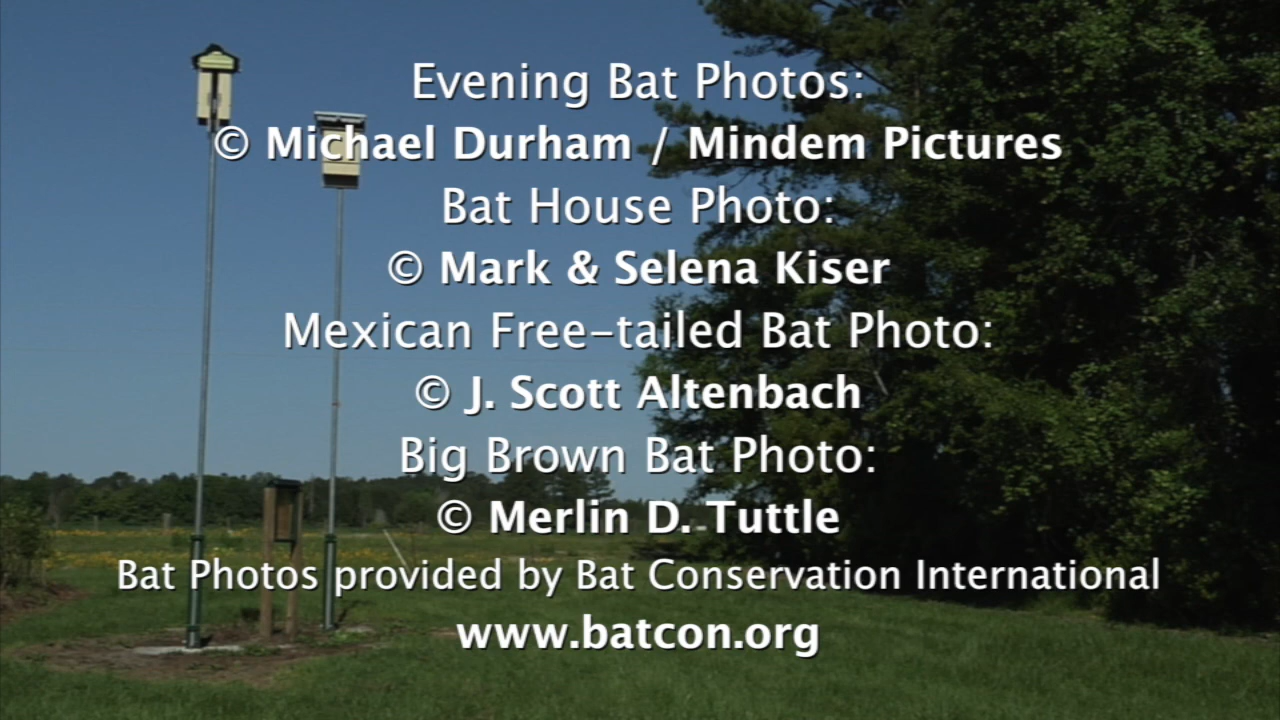 Evening Bat Photos:
© Michael Durham / Mindem Pictures
Bat House Photo:
© Mark & Selena Kiser
Mexican Free-tailed Bat Photo:
© J. Scott Altenbach
Big Brown Bat Photo:
© Merlin D. Tuttle
Bat Photos provided by Bat Conservation International
www.batcon.org